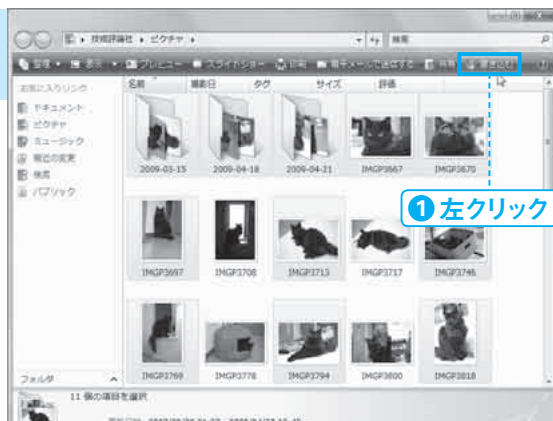 技術評論社 ▸ ピクチャ ▸
検索
整理
表示
プレビュー
スライドショー
印刷
電子メールで送信する
共有
書き込む
お気に入りリンク
名前
撮影日
タグ
サイズ
評価
ドキュメント
ピクチャ
ミュージック
最近の変更
検索
パブリック
2009-03-15
2009-04-18
2009-04-21
IMGP3667
IMGP3670
❶左クリック
IMGP3697
IMGP3708
IMGP3713
IMGP3717
IMGP3746
IMGP3769
IMGP3778
IMGP3794
IMGP3800
IMGP3818
フォルダ
11 個の項目を選択